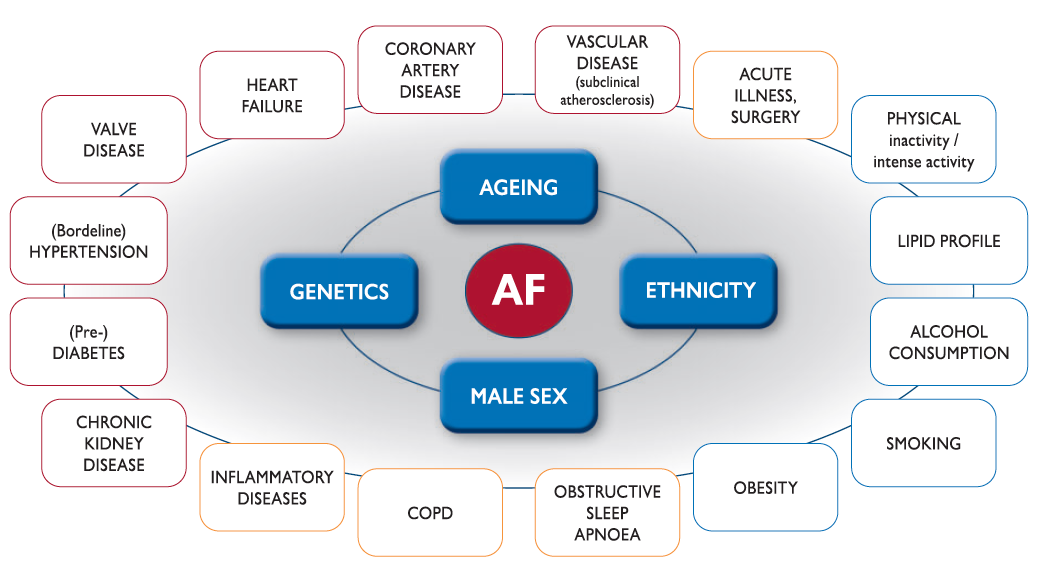 CORONARY
ARTERY
DISEASE
VASCULAR
DISEASE
(subclinical
atherosclerosis)
HEART
FAILURE
ACUTE
ILLNESS,
SURGERY
VALVE
DISEASE
PHYSICAL
inactivity /
intense activity
AGEING
(Bordeline)
HYPERTENSION
LIPID PROFILE
GENETICS
AF
ETHNICITY
(Pre-)
DIABETES
ALCOHOL
CONSUMPTION
MALE SEX
CHRONIC
KIDNEY
DISEASE
SMOKING
INFLAMMATORY
DISEASES
COPD
OBSTRUCTIVE
SLEEP
APNOEA
OBESITY